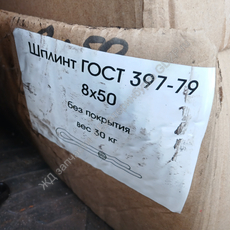 Шплинт ГОСТ 397-79
8x50
без покрытия
вес 30 кг